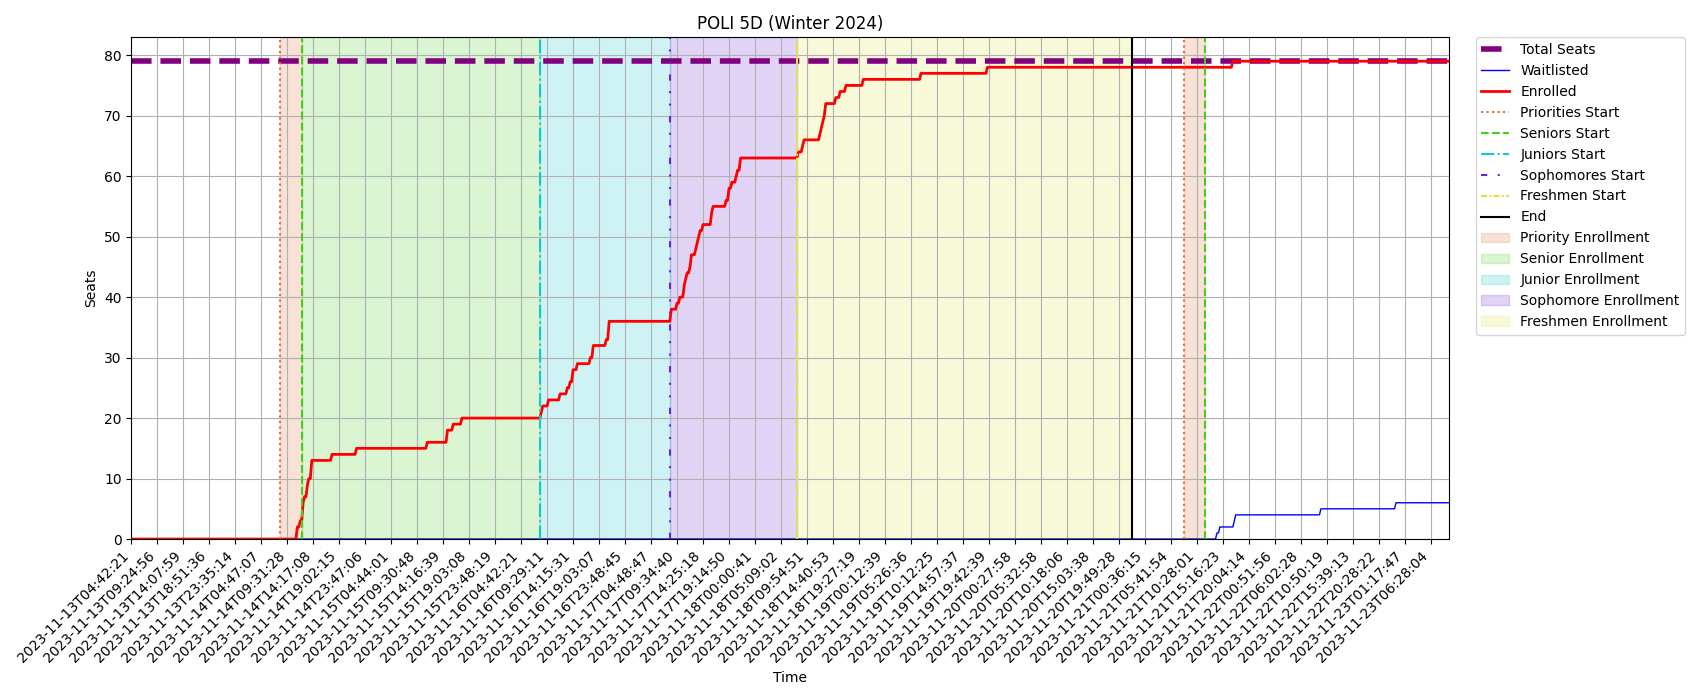 POLI 5D (Winter 2024)
Seats
80
70
60
50
40
30
20
10
0
2023-11-13T04:42:21
2023-11-13T09:24:56
2023-11-13T14:07:59
2023-11-13T18:51:36
2023-11-13T23:35:14
2023-11-14T04:47:07
2023-11-14T09:31:28
2023-11-14T14:17:08
2023-11-14T19:02:15
2023-11-14T23:47:06
2023-11-15T04:44:01
2023-11-15T09:30:48
2023-11-15T14:16:39
2023-11-15T19:03:08
2023-11-15T23:48:19
2023-11-16T04:42:21
2023-11-16T09:29:11
2023-11-16T14:15:31
2023-11-16T19:03:07
2023-11-16T23:48:45
2023-11-17T04:48:47
2023-11-17T09:34:40
2023-11-17T14:25:18
2023-11-17T19:14:50
2023-11-18T00:00:41
2023-11-18T05:09:02
2023-11-18T09:54:51
2023-11-18T14:40:53
2023-11-18T19:27:19
2023-11-19T00:12:39
2023-11-19T05:26:36
2023-11-19T10:12:25
2023-11-19T14:57:37
2023-11-19T19:42:39
2023-11-20T00:27:58
2023-11-20T05:32:58
2023-11-20T10:18:06
2023-11-20T15:03:38
2023-11-20T19:49:28
2023-11-21T00:36:15
2023-11-21T05:41:54
2023-11-21T10:28:01
2023-11-21T15:16:23
2023-11-21T20:04:14
2023-11-22T00:51:56
2023-11-22T06:02:28
2023-11-22T10:50:19
2023-11-22T15:39:13
2023-11-22T20:28:22
2023-11-23T01:17:47
2023-11-23T06:28:04
Time
Total Seats
Waitlisted
Enrolled
Priorities Start
Seniors Start
Juniors Start
Sophomores Start
Freshmen Start
End
Priority Enrollment
Senior Enrollment
Junior Enrollment
Sophomore Enrollment
Freshmen Enrollment